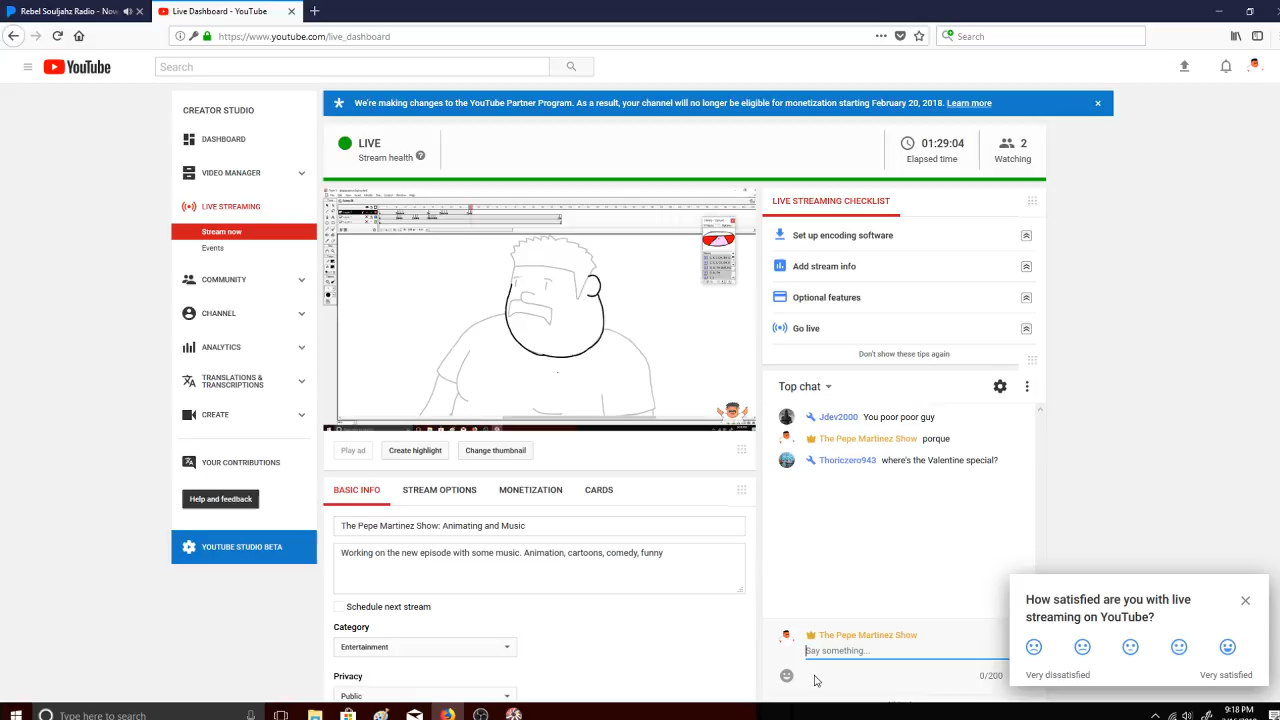 Rebel Souljahz Radio - Now
Live Dashboard - YouTube
https://www.youtube.com/live_dashboard
Search
YouTube
Search
CREATOR STUDIO
DASHBOARD
VIDEO MANAGER
LIVE STREAMING
Stream now
Events
COMMUNITY
CHANNEL
ANALYTICS
TRANSLATIONS &
TRANSCRIPTIONS
CREATE
YOUR CONTRIBUTIONS
Help and feedback
YOUTUBE STUDIO BETA
We're making changes to the YouTube Partner Program. As a result, your channel will no longer be eligible for monetization starting February 20, 2018. Learn more
LIVE
Stream health
01:29:04
Elapsed time
2
Watching
Play ad
Create highlight
Change thumbnail
BASIC INFO
STREAM OPTIONS
MONETIZATION
CARDS
The Pepe Martinez Show: Animating and Music
Working on the new episode with some music. Animation, cartoons, comedy, funny
Schedule next stream
Category
Entertainment
Privacy
Public
LIVE STREAMING CHECKLIST
Set up encoding software
Add stream info
Optional features
Go live
Don't show these tips again
Top chat
Jdev2000 You poor poor guy
The Pepe Martinez Show porque
Thoriczero943 where's the Valentine special?
The Pepe Martinez Show
Say something...
0/200
How satisfied are you with live
streaming on YouTube?
Very dissatisfied
Very satisfied
Type here to search
9:18 PM